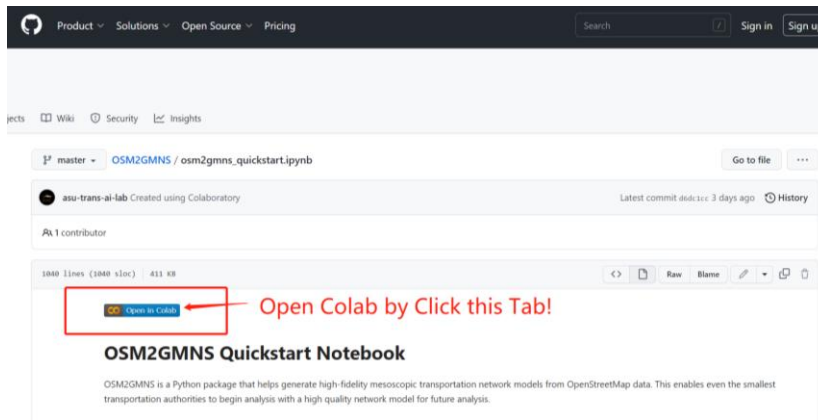 Product Solutions Open Source Pricing Search / Sign in Sign u
jects Wiki Security Insights
master OSM2GMNS / osm2gmns_quickstart.ipynb Go to file ...
asu-trans-ai-lab Created using Colaboratory Latest commit d6dc1cc 3 days ago History
1 contributor
1040 lines (1040 sloc) 411 KB <> Raw Blame
Open in Colab Open Colab by Click this Tab!
OSM2GMNS Quickstart Notebook
OSM2GMNS is a Python package that helps generate high-fidelity mesoscopic transportation network models from OpenStreetMap data. This enables even the smallest
transportation authorities to begin analysis with a high quality network model for future analysis.